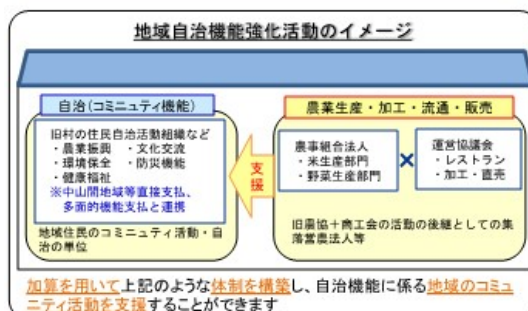 地域自治機能強化活動のイメージ
自治(コミニュティ機能)
旧村の住民自治活動組織など
・農業振興 ・文化交流
・環境保全 ・防災機能
・健康福祉
※中山間地域等直接支払、
多面的機能支払と連携
地域住民のコミュニティ活動・自
治の単位
支援
農業生産・加工・流通・販売
農事組合法人
・米生産部門
・野菜生産部門
×
運営協議会
・レストラン
・加工・直売
旧農協+商工会の活動の後継としての集
落営農法人等
加算を用いて上記のような体制を構築し、自治機能に係る地域のコミュ
ニティ活動を支援することができます